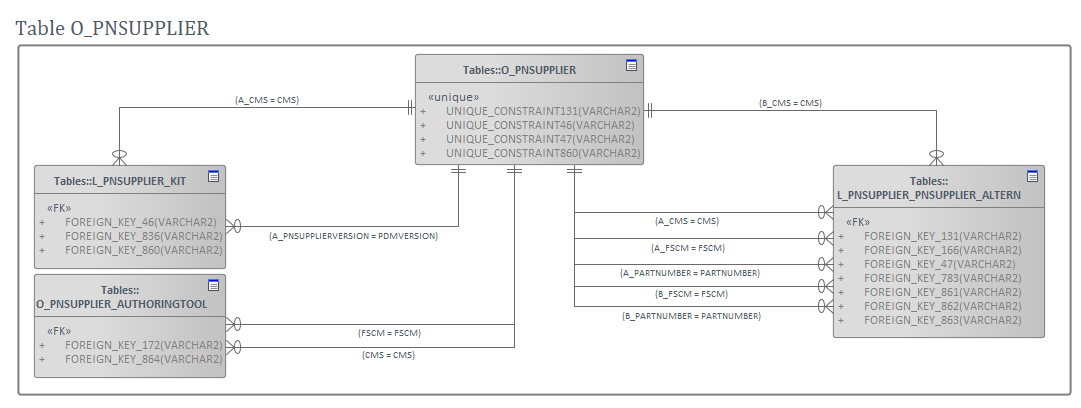 Table O_PNSUPPLIER
Tables::O_PNSUPPLIER
«unique»
+ UNIQUE_CONSTRAINT131(VARCHAR2)
+ UNIQUE_CONSTRAINT46(VARCHAR2)
+ UNIQUE_CONSTRAINT47(VARCHAR2)
+ UNIQUE_CONSTRAINT860(VARCHAR2)
(A_CMS = CMS)
(B_CMS = CMS)
Tables::L_PNSUPPLIER_KIT
«FK»
+ FOREIGN_KEY_46(VARCHAR2)
+ FOREIGN_KEY_836(VARCHAR2)
+ FOREIGN_KEY_860(VARCHAR2)
(A_PNSUPPLIERVERSION = PDMVERSION)
Tables::
O_PNSUPPLIER_AUTHORINGTOOL
«FK»
+ FOREIGN_KEY_172(VARCHAR2)
+ FOREIGN_KEY_864(VARCHAR2)
(FSCM = FSCM)
(CMS = CMS)
(A_CMS = CMS)
(A_FSCM = FSCM)
(A_PARTNUMBER = PARTNUMBER)
(B_FSCM = FSCM)
(B_PARTNUMBER = PARTNUMBER)
Tables::
L_PNSUPPLIER_PNSUPPLIER_ALTERN
«FK»
+ FOREIGN_KEY_131(VARCHAR2)
+ FOREIGN_KEY_166(VARCHAR2)
+ FOREIGN_KEY_47(VARCHAR2)
+ FOREIGN_KEY_783(VARCHAR2)
+ FOREIGN_KEY_861(VARCHAR2)
+ FOREIGN_KEY_862(VARCHAR2)
+ FOREIGN_KEY_863(VARCHAR2)